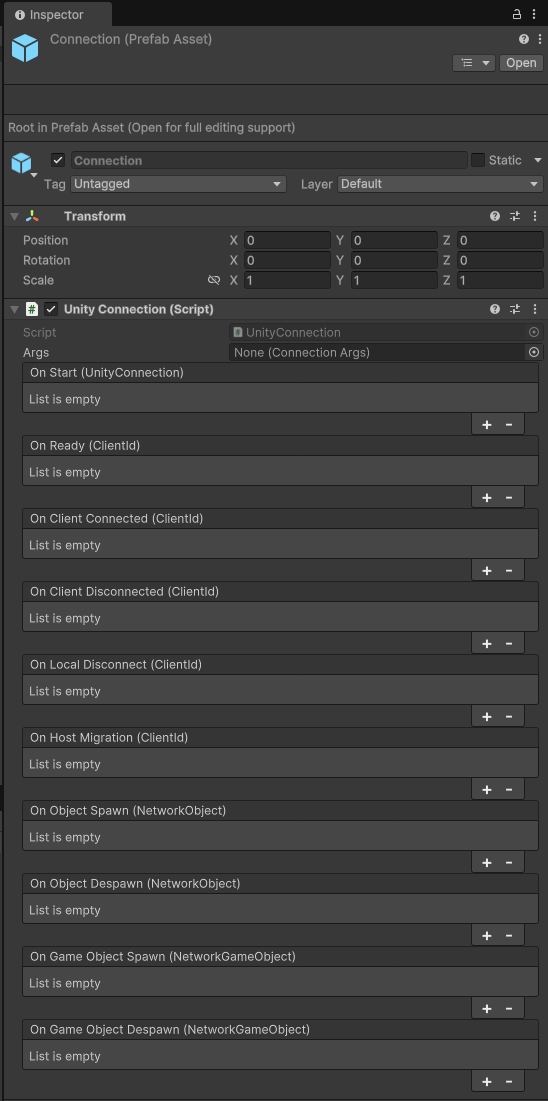 Inspector
Connection (Prefab Asset)
Open
Root in Prefab Asset (Open for full editing support)
Connection Static
Tag Untagged Layer Default
Transform
Position X 0 Y 0 Z 0
Rotation X 0 Y 0 Z 0
Scale X 1 Y 1 Z 1
# Unity Connection (Script)
Script # UnityConnection
Args None (Connection Args)
On Start (UnityConnection)
List is empty
+ -
On Ready (ClientId)
List is empty
+ -
On Client Connected (ClientId)
List is empty
+ -
On Client Disconnected (ClientId)
List is empty
+ -
On Local Disconnect (ClientId)
List is empty
+ -
On Host Migration (ClientId)
List is empty
+ -
On Object Spawn (NetworkObject)
List is empty
+ -
On Object Despawn (NetworkObject)
List is empty
+ -
On Game Object Spawn (NetworkGameObject)
List is empty
+ -
On Game Object Despawn (NetworkGameObject)
List is empty
+ -